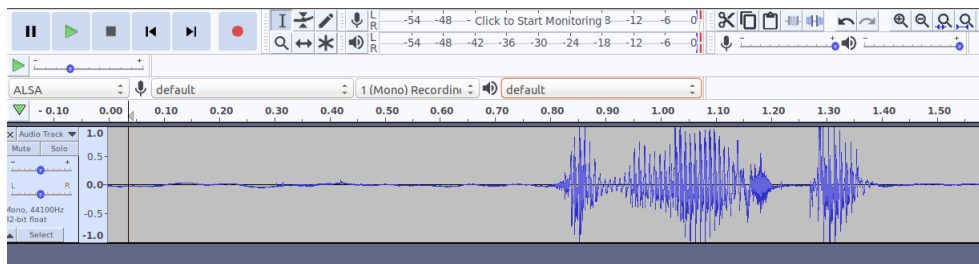 L R -54 -48 - Click to Start Monitoring 8 -12 -6 0
L R -54 -48 -42 -36 -30 -24 -18 -12 -6 0
- +
- +
- +
ALSA default 1 (Mono) Recordin default
- 0.10 0.00 0.10 0.20 0.30 0.40 0.50 0.60 0.70 0.80 0.90 1.00 1.10 1.20 1.30 1.40 1.50
× Audio Track 1.0
Mute Solo
- + 0.5-
L R 0.0-
Mono, 44100Hz
32-bit float -0.5-
Select -1.0